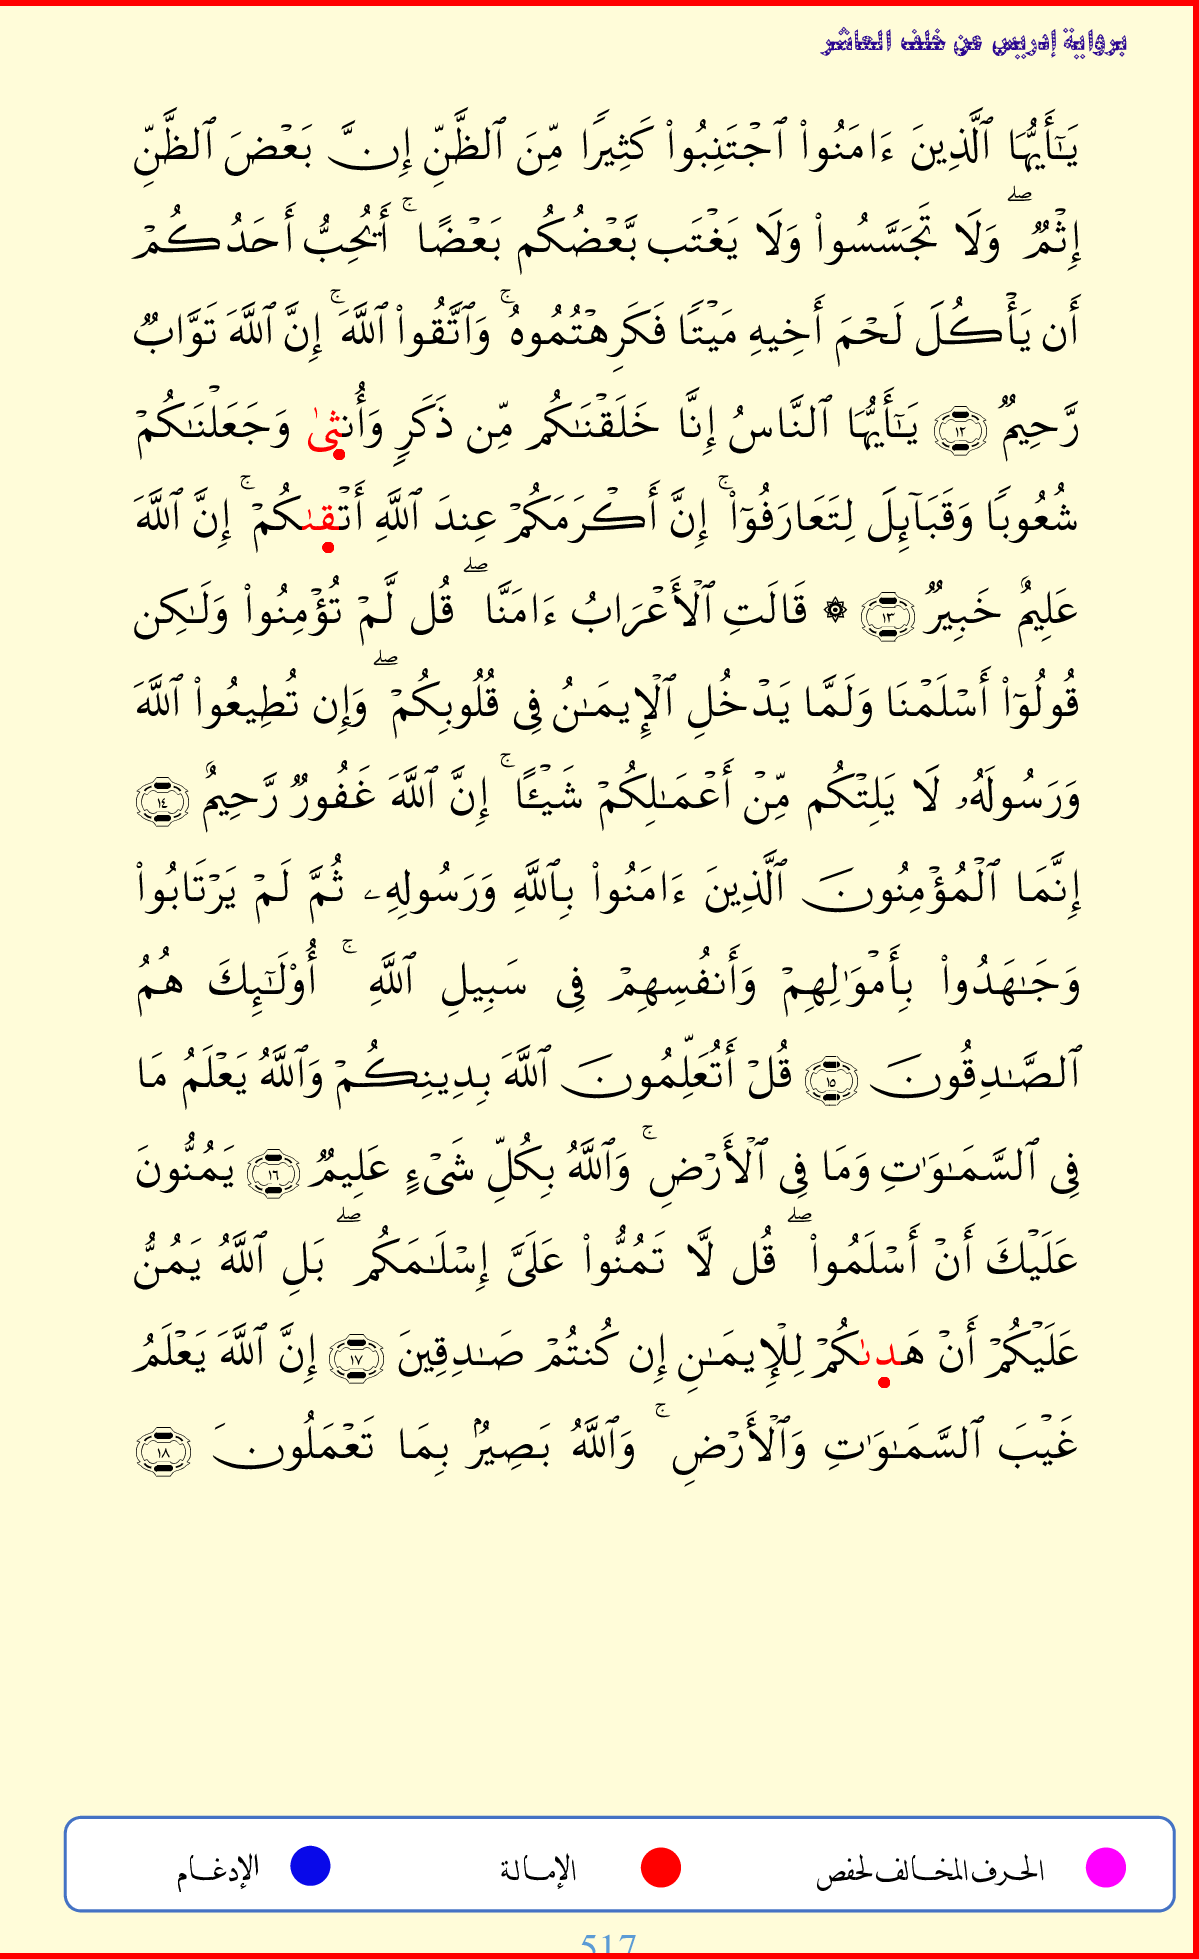 برواية إدريس عن خلف العاشر
يَـٰٓأَيُّهَا ٱلَّذِينَ ءَامَنُوا۟ ٱجْتَنِبُوا۟ كَثِيرًا مِّنَ ٱلظَّنِّ إِنَّ بَعْضَ ٱلظَّنِّ
إِثْمٌ ۖ وَلَا تَجَسَّسُوا۟ وَلَا يَغْتَب بَّعْضُكُم بَعْضًا ۚ أَيُحِبُّ أَحَدُكُمْ
أَن يَأْكُلَ لَحْمَ أَخِيهِ مَيْتًا فَكَرِهْتُمُوهُ ۚ وَٱتَّقُوا۟ ٱللَّهَ ۚ إِنَّ ٱللَّهَ تَوَّابٌ
رَّحِيمٌ ١٢ يَـٰٓأَيُّهَا ٱلنَّاسُ إِنَّا خَلَقْنَـٰكُم مِّن ذَكَرٍ وَأُنثَىٰ وَجَعَلْنَـٰكُمْ
شُعُوبًا وَقَبَآئِلَ لِتَعَارَفُوٓا۟ ۚ إِنَّ أَكْرَمَكُمْ عِندَ ٱللَّهِ أَتْقَىٰكُمْ ۚ إِنَّ ٱللَّهَ
عَلِيمٌ خَبِيرٌ ١٣ ۞ قَالَتِ ٱلْأَعْرَابُ ءَامَنَّا ۖ قُل لَّمْ تُؤْمِنُوا۟ وَلَـٰكِن
قُولُوٓا۟ أَسْلَمْنَا وَلَمَّا يَدْخُلِ ٱلْإِيمَـٰنُ فِى قُلُوبِكُمْ ۖ وَإِن تُطِيعُوا۟ ٱللَّهَ
وَرَسُولَهُۥ لَا يَلِتْكُم مِّنْ أَعْمَـٰلِكُمْ شَيْـًٔا ۚ إِنَّ ٱللَّهَ غَفُورٌ رَّحِيمٌ ١٤
إِنَّمَا ٱلْمُؤْمِنُونَ ٱلَّذِينَ ءَامَنُوا۟ بِٱللَّهِ وَرَسُولِهِۦ ثُمَّ لَمْ يَرْتَابُوا۟
وَجَـٰهَدُوا۟ بِأَمْوَٰلِهِمْ وَأَنفُسِهِمْ فِى سَبِيلِ ٱللَّهِ ۚ أُو۟لَـٰٓئِكَ هُمُ
ٱلصَّـٰدِقُونَ ١٥ قُلْ أَتُعَلِّمُونَ ٱللَّهَ بِدِينِكُمْ وَٱللَّهُ يَعْلَمُ مَا
فِى ٱلسَّمَـٰوَٰتِ وَمَا فِى ٱلْأَرْضِ ۚ وَٱللَّهُ بِكُلِّ شَىْءٍ عَلِيمٌ ١٦ يَمُنُّونَ
عَلَيْكَ أَنْ أَسْلَمُوا۟ ۖ قُل لَّا تَمُنُّوا۟ عَلَىَّ إِسْلَـٰمَكُم ۖ بَلِ ٱللَّهُ يَمُنُّ
عَلَيْكُمْ أَنْ هَدَىٰكُمْ لِلْإِيمَـٰنِ إِن كُنتُمْ صَـٰدِقِينَ ١٧ إِنَّ ٱللَّهَ يَعْلَمُ
غَيْبَ ٱلسَّمَـٰوَٰتِ وَٱلْأَرْضِ ۚ وَٱللَّهُ بَصِيرٌۢ بِمَا تَعْمَلُونَ ١٨
الحرف المخالف لحفص الإمالة الإدغام
517